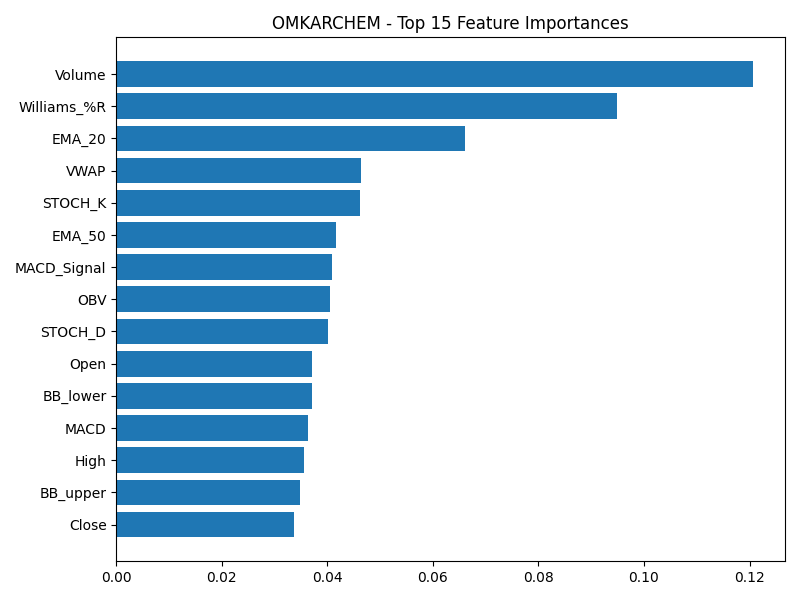 OMKARCHEM - Top 15 Feature Importances
Volume
Williams_%R
EMA_20
VWAP
STOCH_K
EMA_50
MACD_Signal
OBV
STOCH_D
Open
BB_lower
MACD
High
BB_upper
Close
0.00 0.02 0.04 0.06 0.08 0.10 0.12